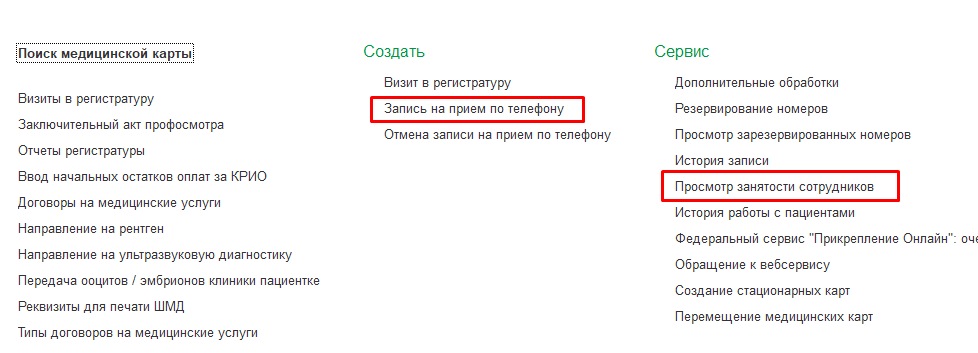 Поиск медицинской карты
Визиты в регистратуру
Заключительный акт профосмотра
Отчеты регистратуры
Ввод начальных остатков оплат за КРИО
Договоры на медицинские услуги
Направление на рентген
Направление на ультразвуковую диагностику
Передача ооцитов / эмбрионов клиники пациентке
Реквизиты для печати ШМД
Типы договоров на медицинские услуги
Создать
Визит в регистратуру
Запись на прием по телефону
Отмена записи на прием по телефону
Сервис
Дополнительные обработки
Резервирование номеров
Просмотр зарезервированных номеров
История записи
Просмотр занятости сотрудников
История работы с пациентами
Федеральный сервис "Прикрепление Онлайн": оче
Обращение к вебсервису
Создание стационарных карт
Перемещение медицинских карт